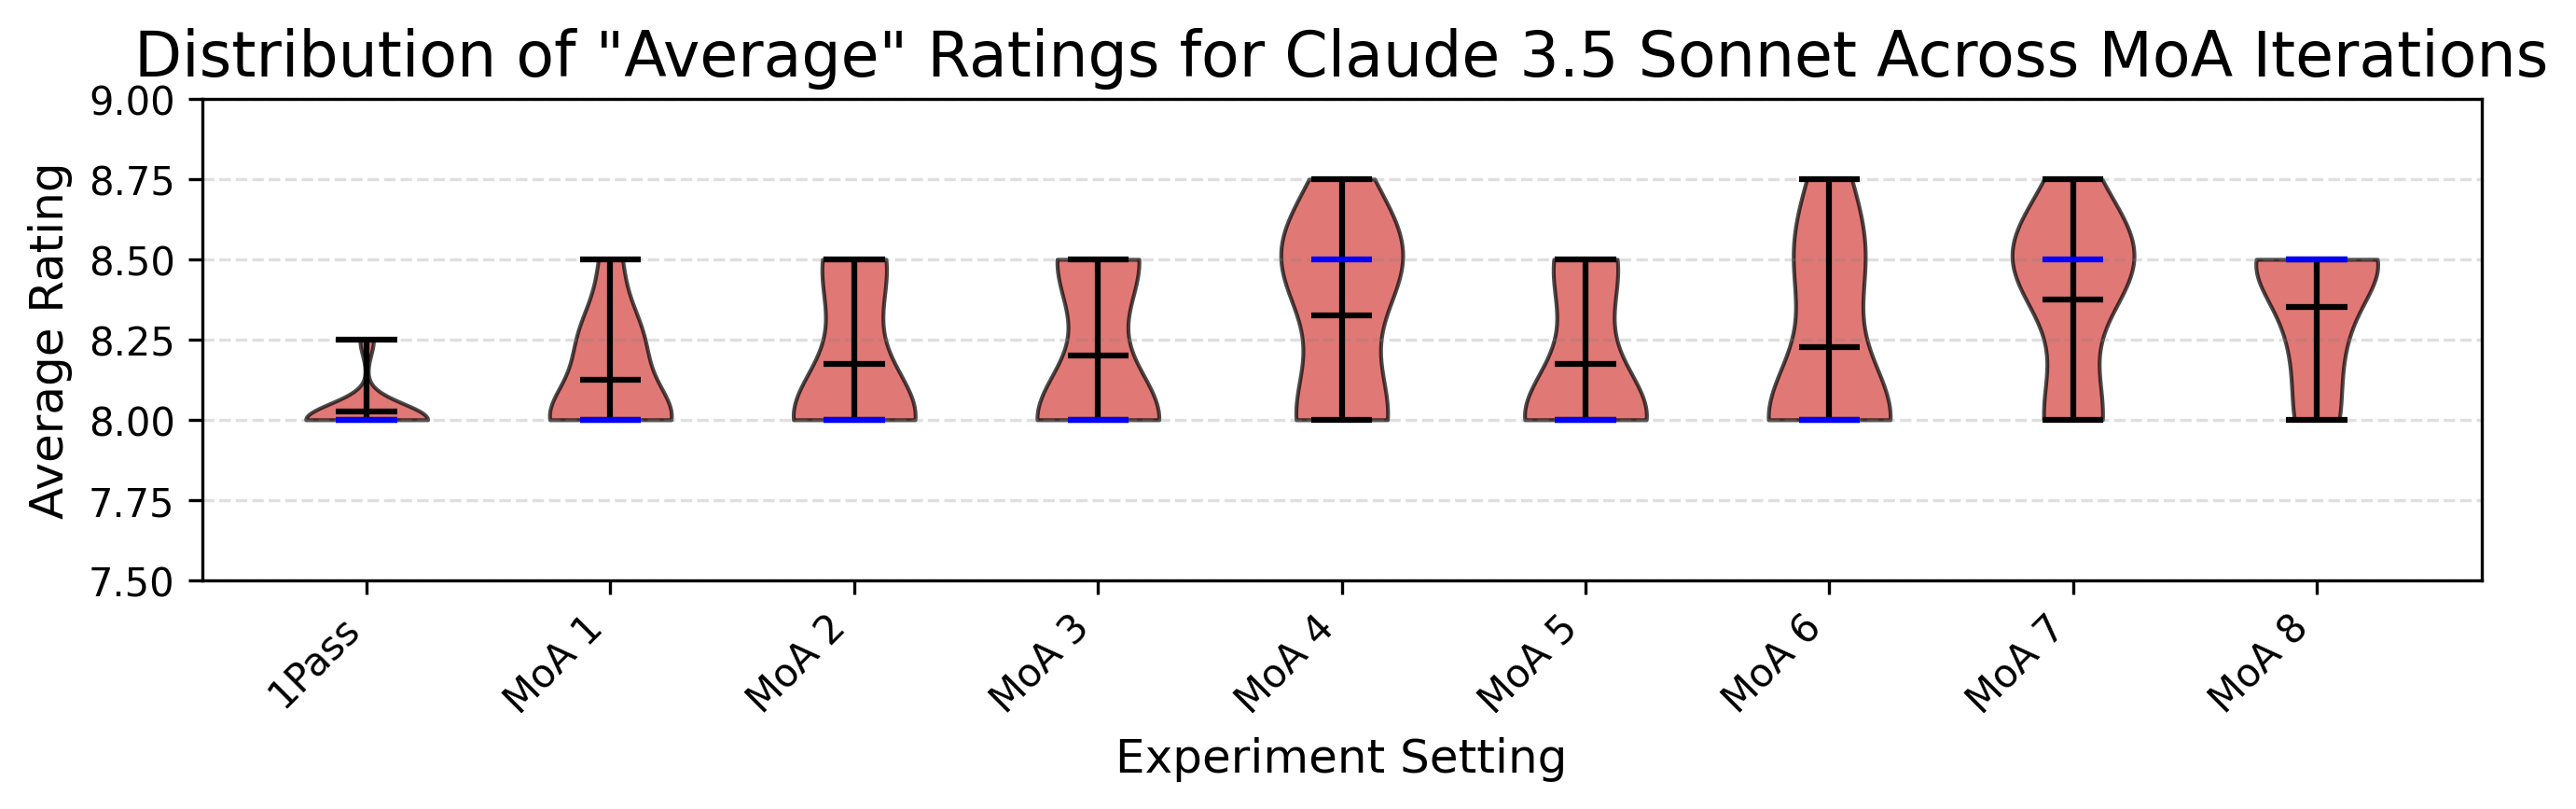 Distribution of "Average" Ratings for Claude 3.5 Sonnet Across MoA Iterations
Average Rating
9.00
8.75
8.50
8.25
8.00
7.75
7.50
1Pass
MoA 1
MoA 2
MoA 3
MoA 4
MoA 5
MoA 6
MoA 7
MoA 8
Experiment Setting